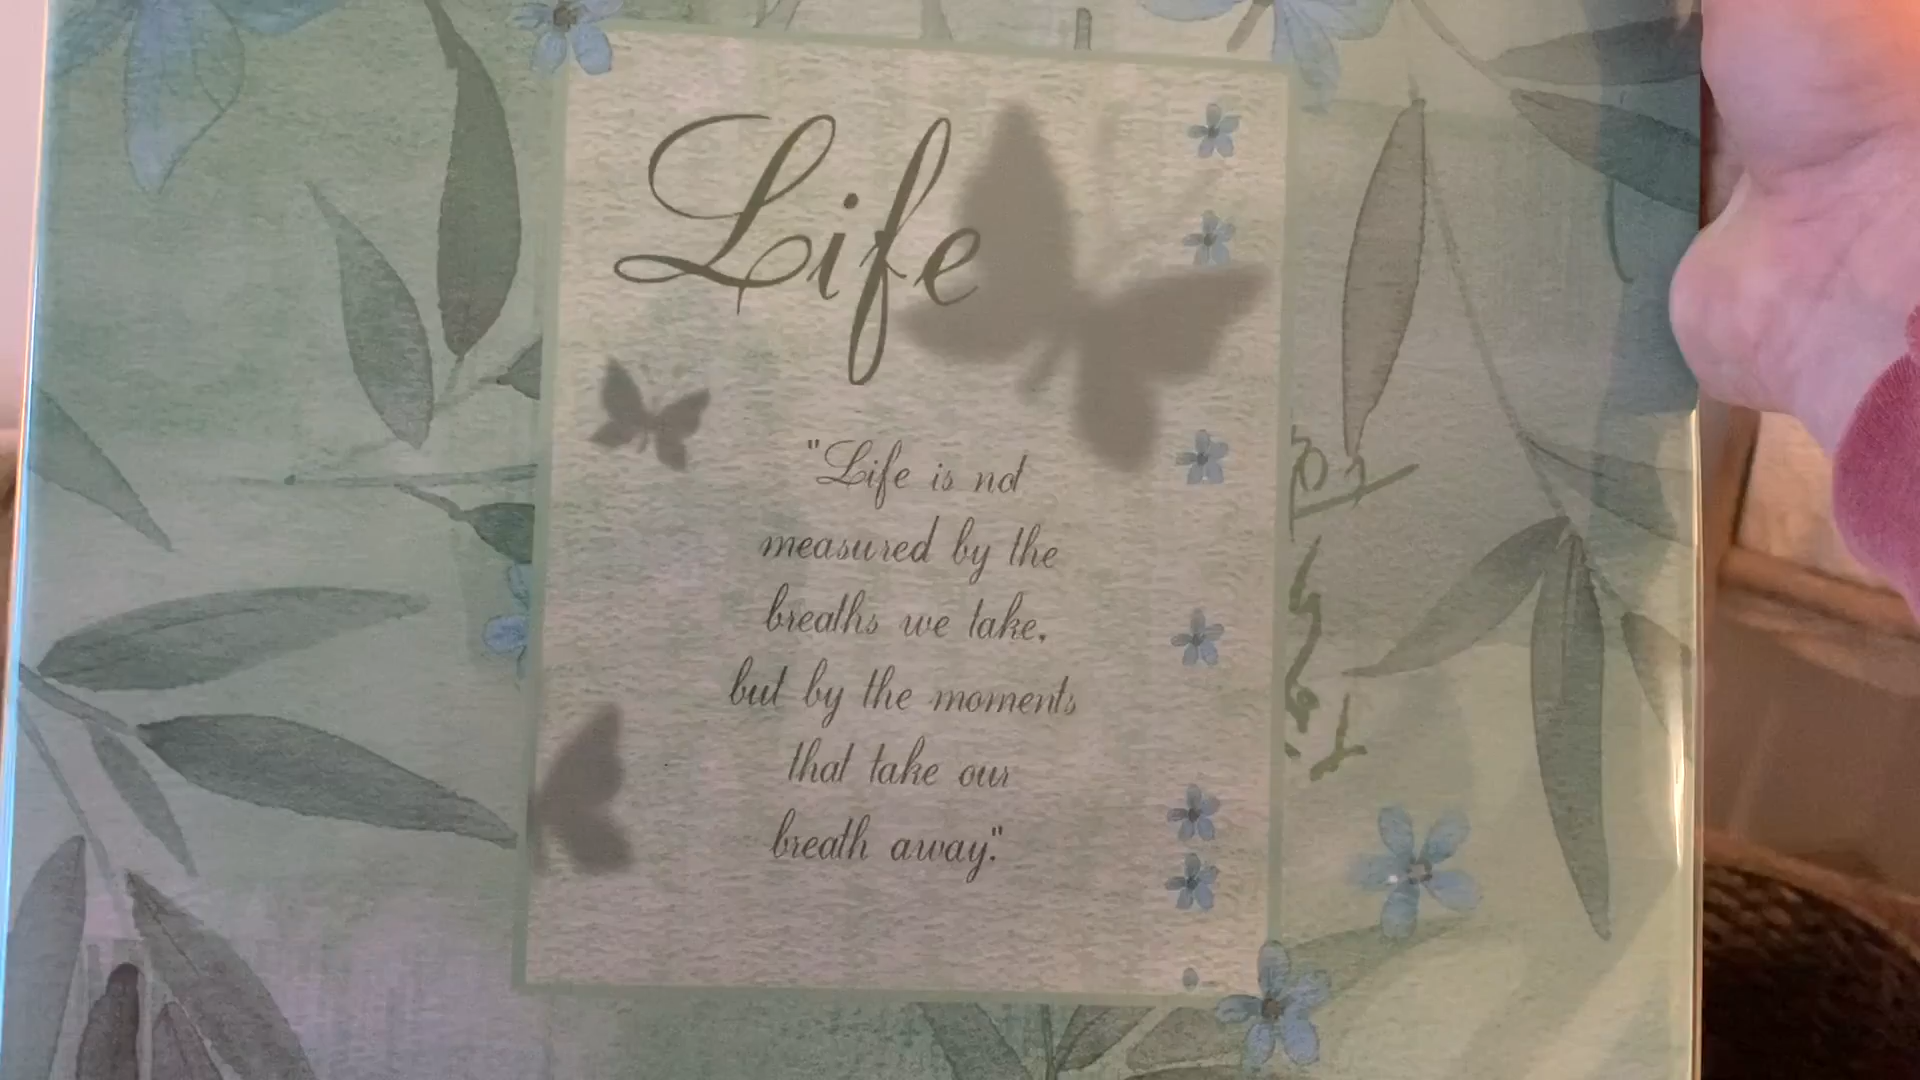 Life
"Life is not
measured by the
breaths we take,
but by the moments
that take our
breath away."